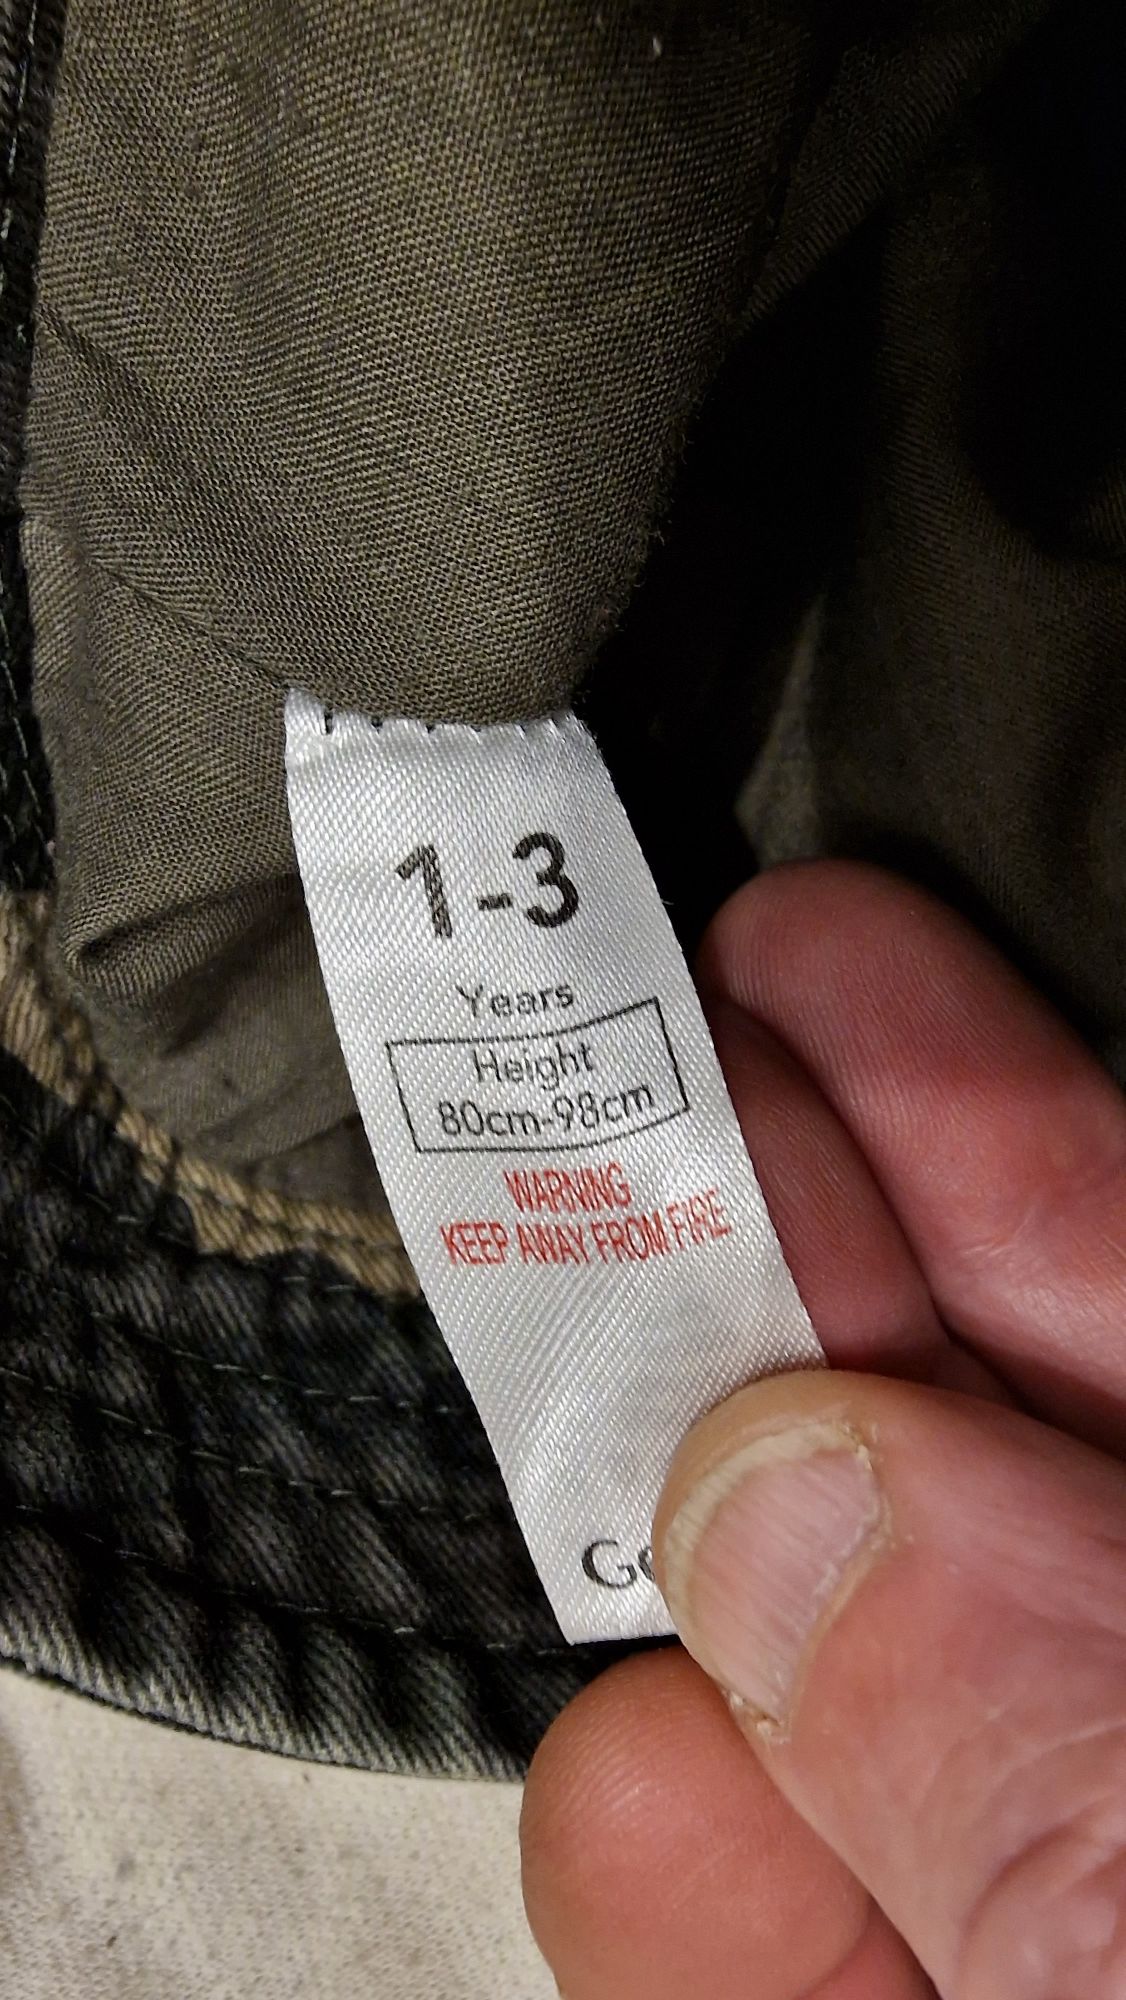 1-3
Years
Height
80cm-98cm
WARNING
KEEP AWAY FROM FIRE